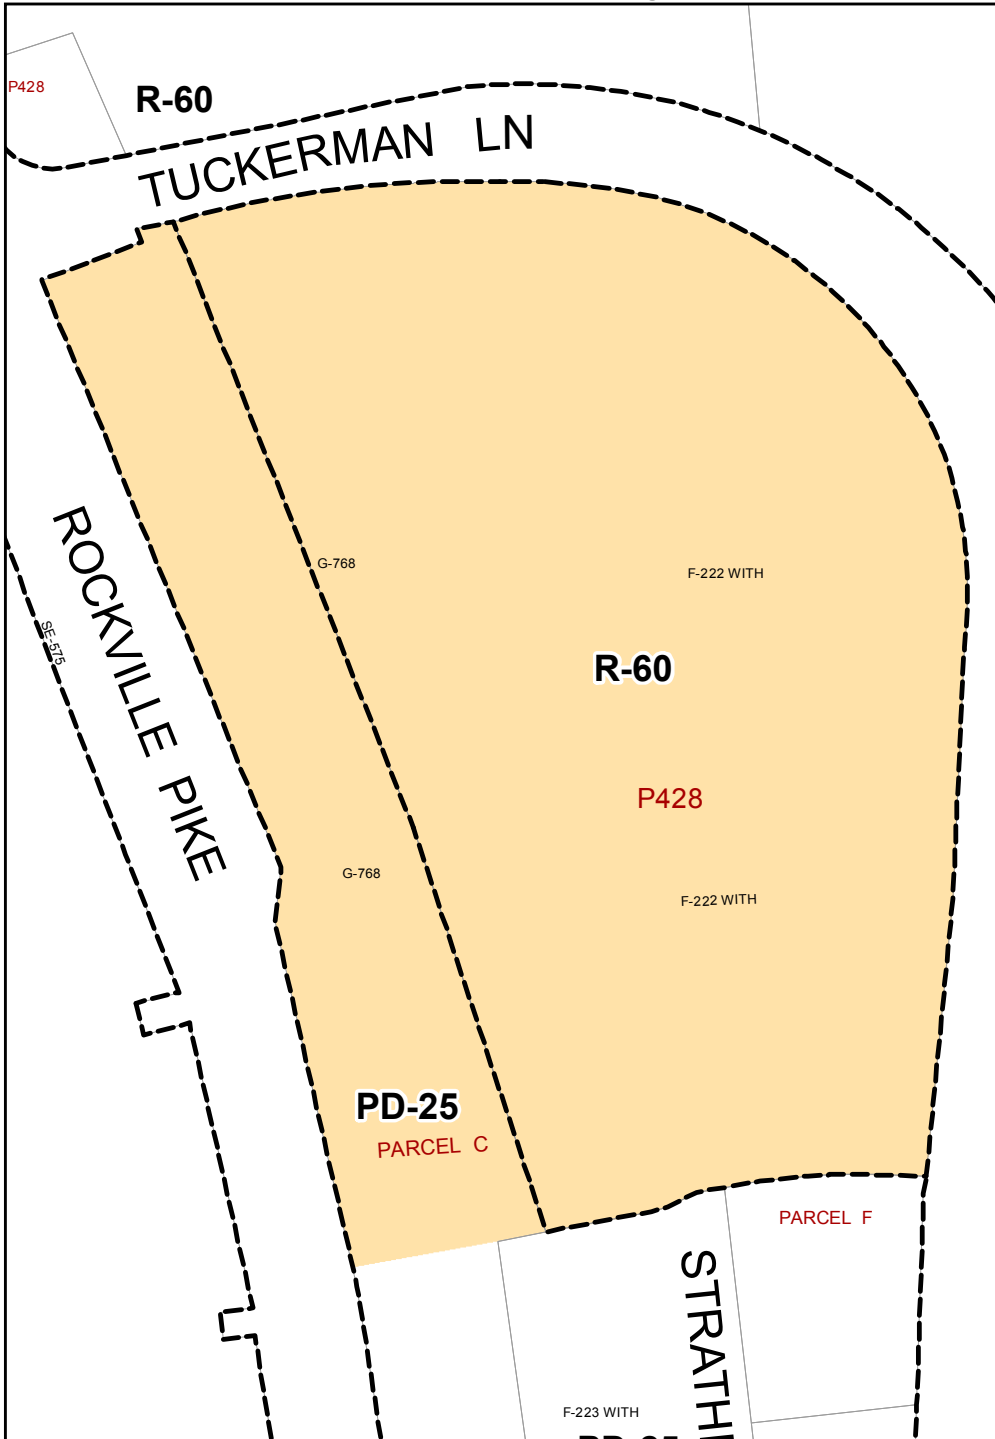 P428
R-60
TUCKERMAN LN
ROCKVILLE PIKE
SE-575
G-768
F-222 WITH
R-60
P428
G-768
F-222 WITH
PD-25
PARCEL C
PARCEL F
STRATH
F-223 WITH